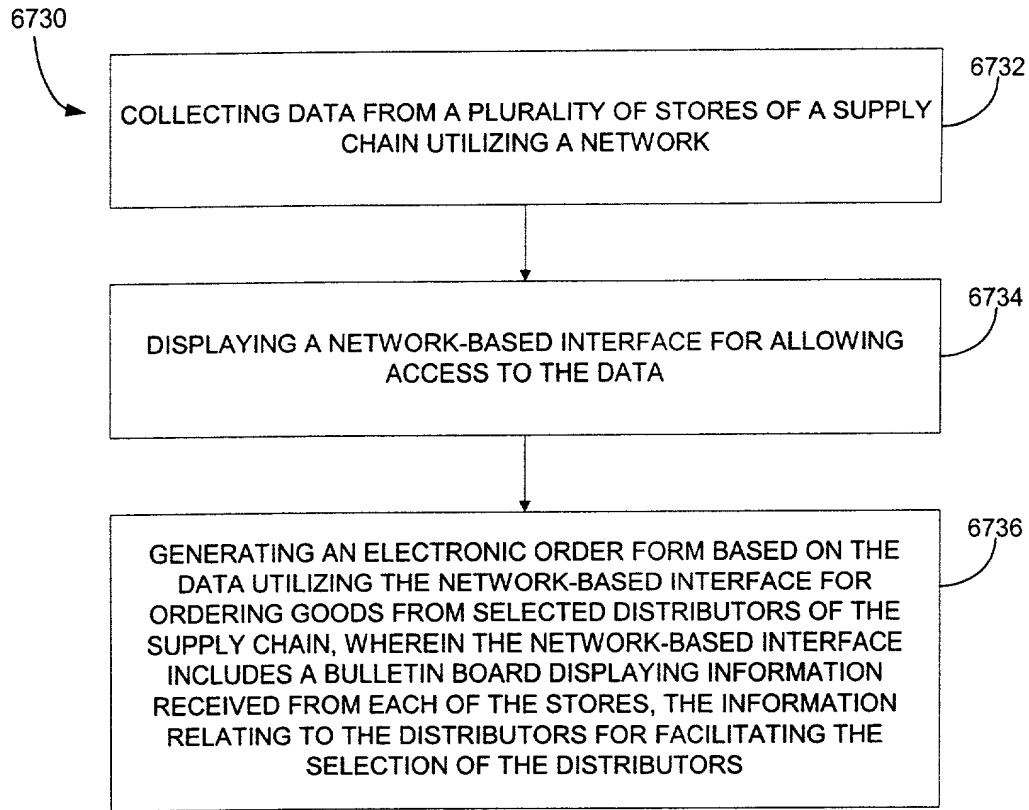 6730
6732
COLLECTING DATA FROM A PLURALITY OF STORES OF A SUPPLY
CHAIN UTILIZING A NETWORK
6734
DISPLAYING A NETWORK-BASED INTERFACE FOR ALLOWING
ACCESS TO THE DATA
6736
GENERATING AN ELECTRONIC ORDER FORM BASED ON THE
DATA UTILIZING THE NETWORK-BASED INTERFACE FOR
ORDERING GOODS FROM SELECTED DISTRIBUTORS OF THE
SUPPLY CHAIN, WHEREIN THE NETWORK-BASED INTERFACE
INCLUDES A BULLETIN BOARD DISPLAYING INFORMATION
RECEIVED FROM EACH OF THE STORES, THE INFORMATION
RELATING TO THE DISTRIBUTORS FOR FACILITATING THE
SELECTION OF THE DISTRIBUTORS